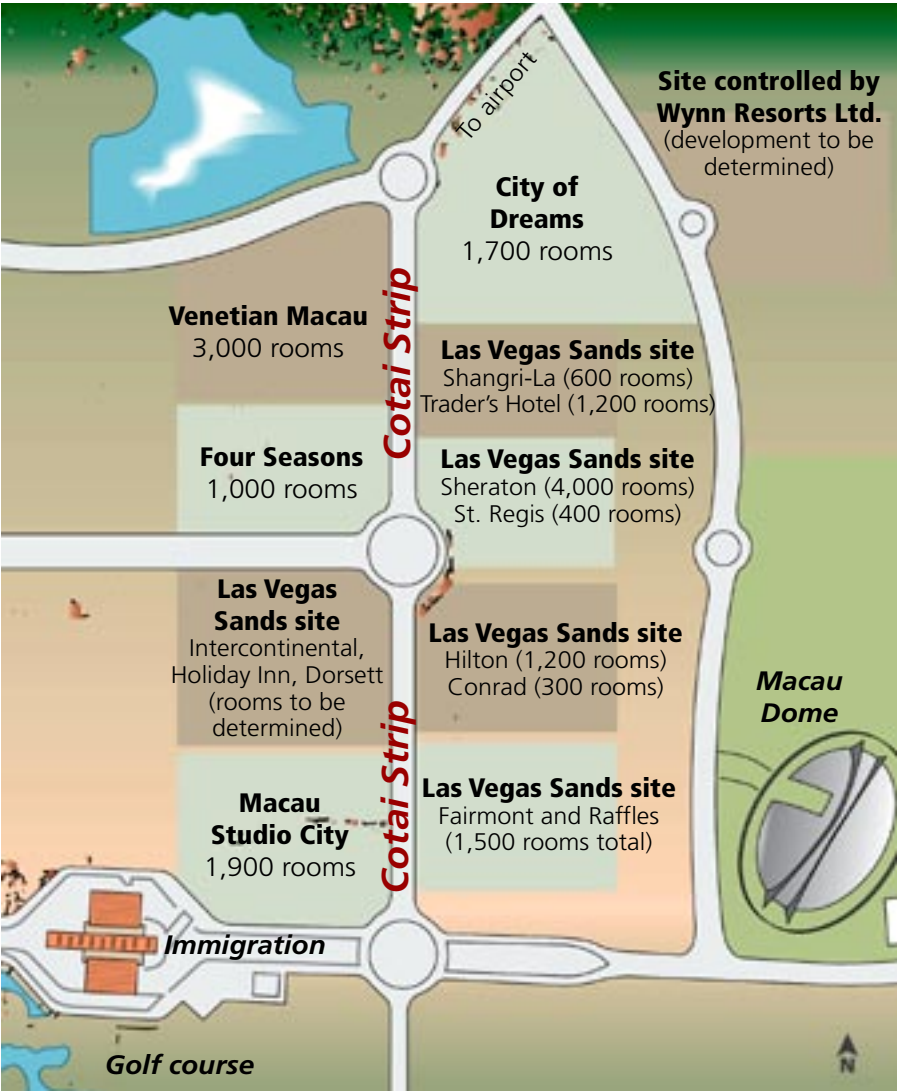 To airport
Site controlled by
Wynn Resorts Ltd.
(development to be
determined)
City of
Dreams
1,700 rooms
Cotai Strip
Venetian Macau
3,000 rooms
Las Vegas Sands site
Shangri-La (600 rooms)
Trader's Hotel (1,200 rooms)
Four Seasons
1,000 rooms
Las Vegas Sands site
Sheraton (4,000 rooms)
St. Regis (400 rooms)
Las Vegas
Sands site
Intercontinental,
Holiday Inn, Dorsett
(rooms to be
determined)
Las Vegas Sands site
Hilton (1,200 rooms)
Conrad (300 rooms)
Macau
Dome
Cotai Strip
Macau
Studio City
1,900 rooms
Las Vegas Sands site
Fairmont and Raffles
(1,500 rooms total)
Immigration
Golf course
N